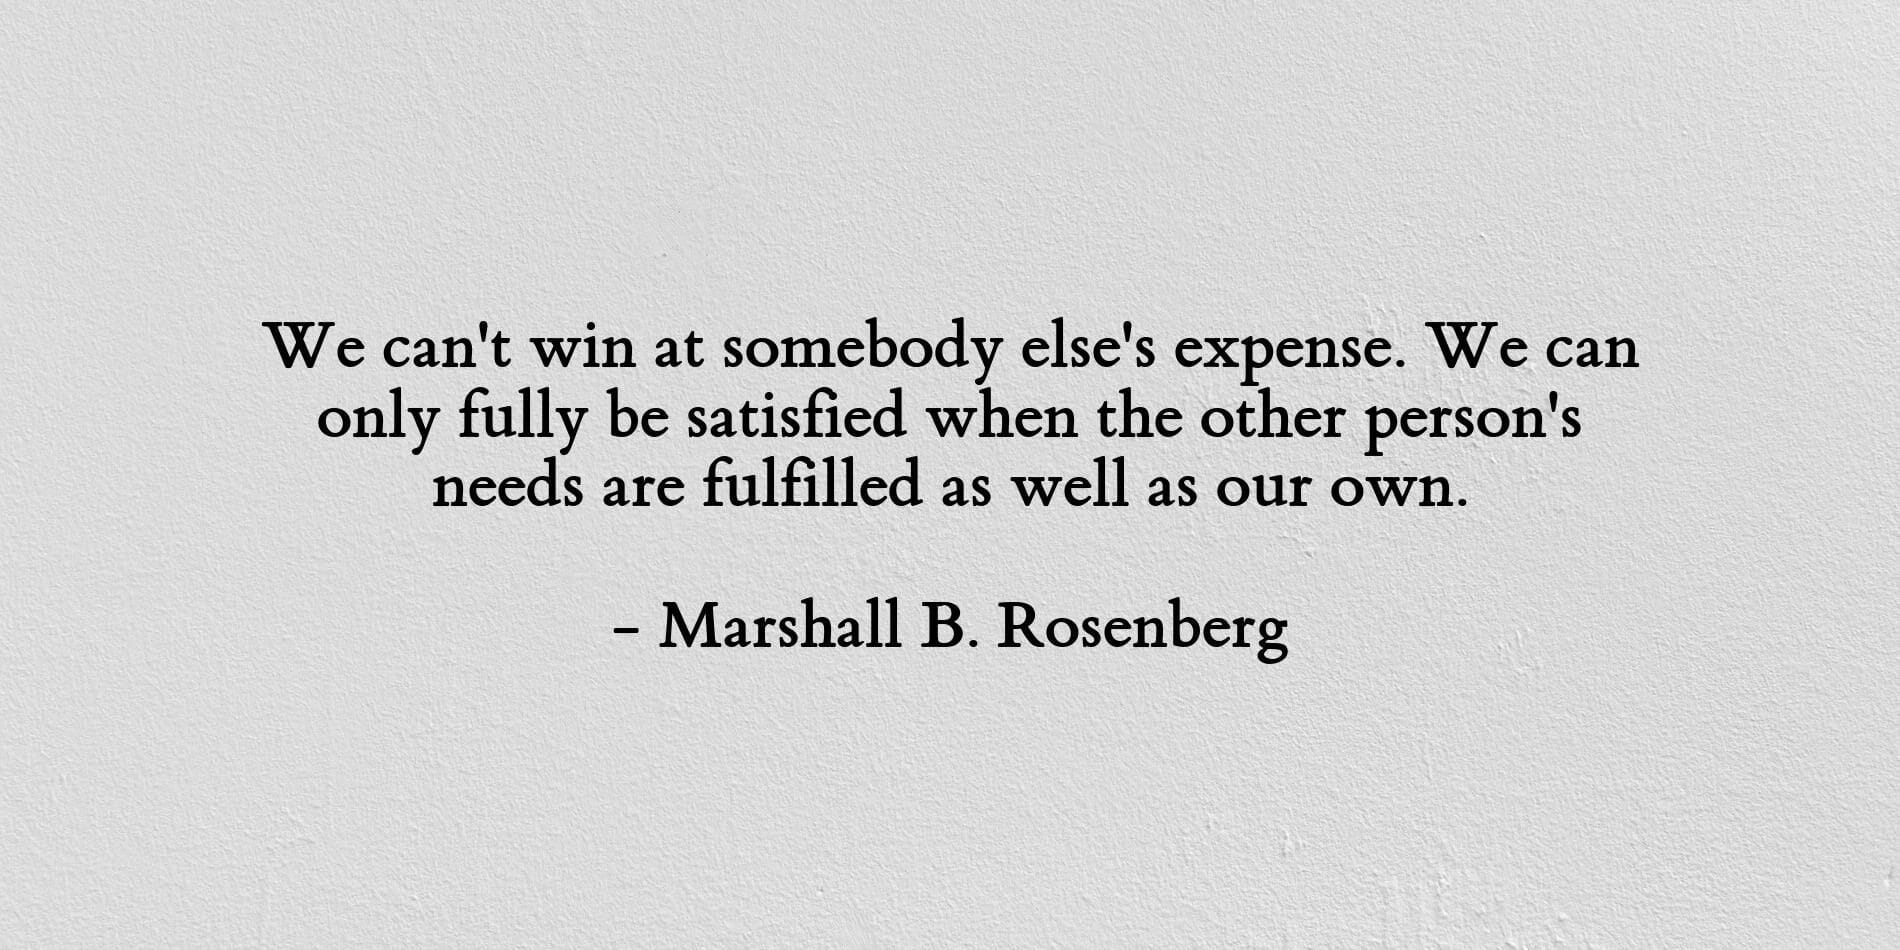 We can't win at somebody else's expense. We can
only fully be satisfied when the other person's
needs are fulfilled as well as our own.
– Marshall B. Rosenberg